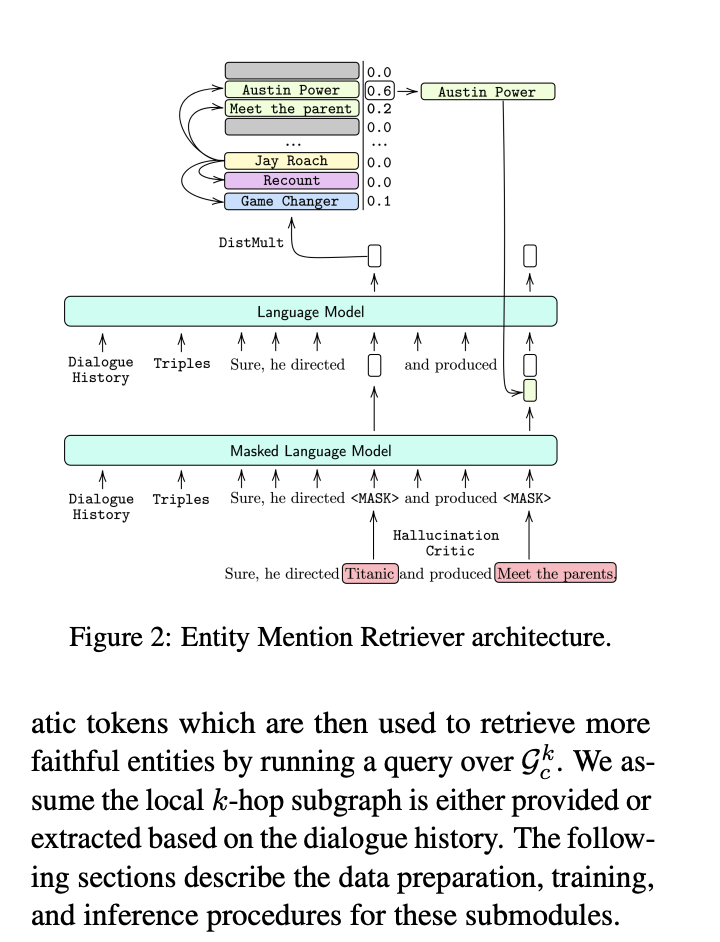 0.0
Austin Power 0.6 Austin Power
Meet the parent 0.2
0.0
... ...
Jay Roach 0.0
Recount 0.0
Game Changer 0.1
DistMult
Language Model
Dialogue History Triples Sure, he directed and produced
Masked Language Model
Dialogue History Triples Sure, he directed <MASK> and produced <MASK>
Hallucination
Critic
Sure, he directed Titanic and produced Meet the parents.
Figure 2: Entity Mention Retriever architecture.
atic tokens which are then used to retrieve more
faithful entities by running a query over 𝒢ₖᶜ. We as-
sume the local k-hop subgraph is either provided or
extracted based on the dialogue history. The follow-
ing sections describe the data preparation, training,
and inference procedures for these submodules.